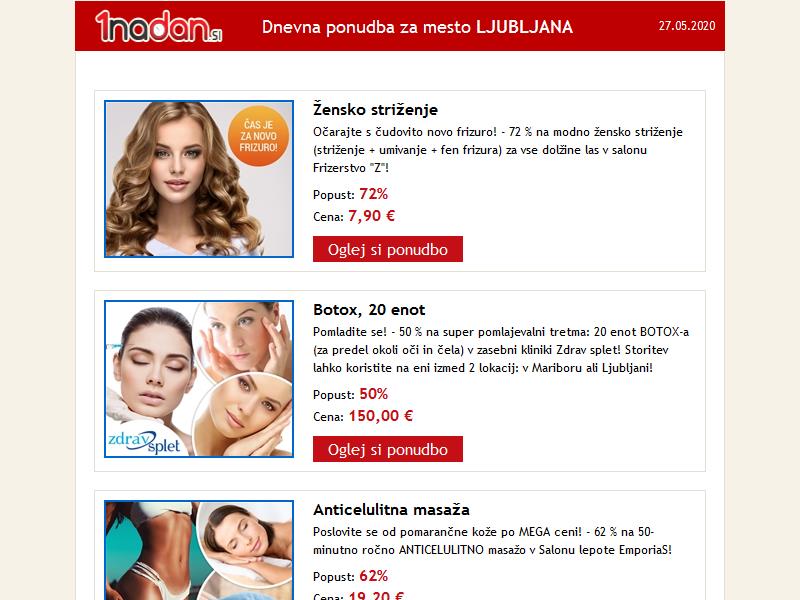 1nadan.si
Dnevna ponudba za mesto LJUBLJANA
27.05.2020
ČAS JE
ZA NOVO
FRIZURO!
Žensko striženje
Očarajte s čudovito novo frizuro! - 72 % na modno žensko striženje
(striženje + umivanje + fen frizura) za vse dolžine las v salonu
Frizerstvo "Z"!
Popust: 72%
Cena: 7,90 €
Oglej si ponudbo
zdrav splet
Botox, 20 enot
Pomladite se! - 50 % na super pomlajevalni tretma: 20 enot BOTOX-a
(za predel okoli oči in čela) v zasebni kliniki Zdrav splet! Storitev
lahko koristite na eni izmed 2 lokacij: v Mariboru ali Ljubljani!
Popust: 50%
Cena: 150,00 €
Oglej si ponudbo
Anticelulitna masaža
Poslovite se od pomarančne kože po MEGA ceni! - 62 % na 50-
minutno ročno ANTICELULITNO masažo v Salonu lepote EmporiaS!
Popust: 62%
Cena: 19,20 €